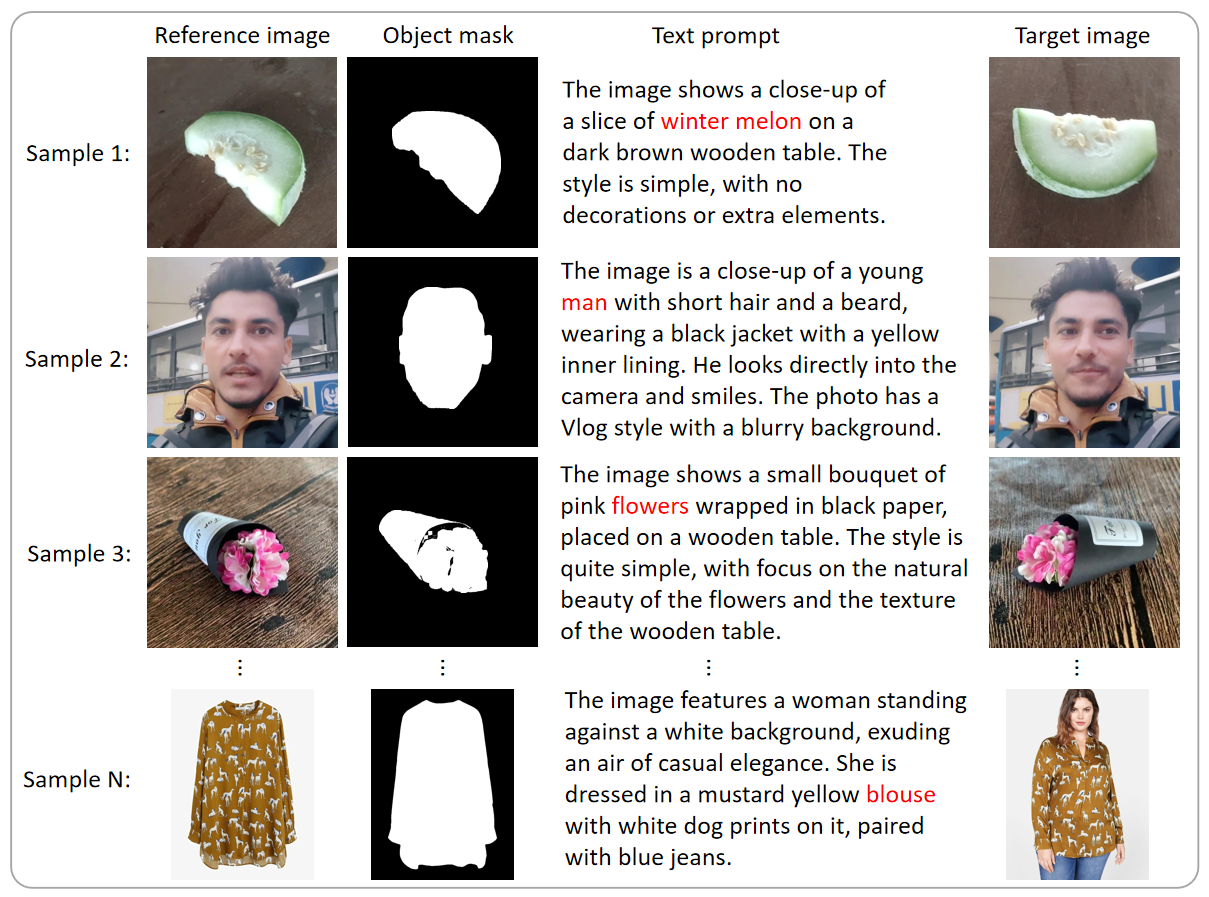 Reference image
Object mask
Text prompt
Target image
Sample 1:
The image shows a close-up of
a slice of winter melon on a
dark brown wooden table. The
style is simple, with no
decorations or extra elements.
Sample 2:
The image is a close-up of a young
man with short hair and a beard,
wearing a black jacket with a yellow
inner lining. He looks directly into the
camera and smiles. The photo has a
Vlog style with a blurry background.
Sample 3:
The image shows a small bouquet of
pink flowers wrapped in black paper,
placed on a wooden table. The style is
quite simple, with focus on the natural
beauty of the flowers and the texture
of the wooden table.
Sample N:
The image features a woman standing
against a white background, exuding
an air of casual elegance. She is
dressed in a mustard yellow blouse
with white dog prints on it, paired
with blue jeans.